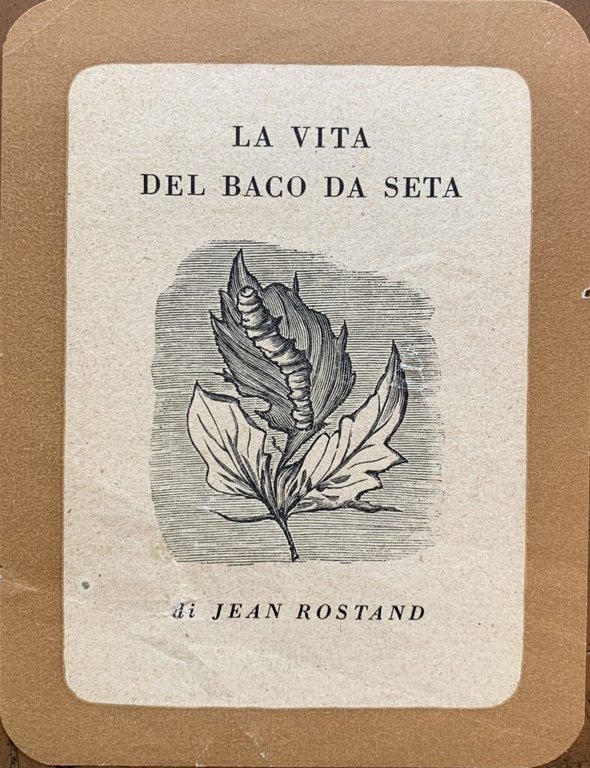 LA VITA
DEL BACO DA SETA
di JEAN ROSTAND